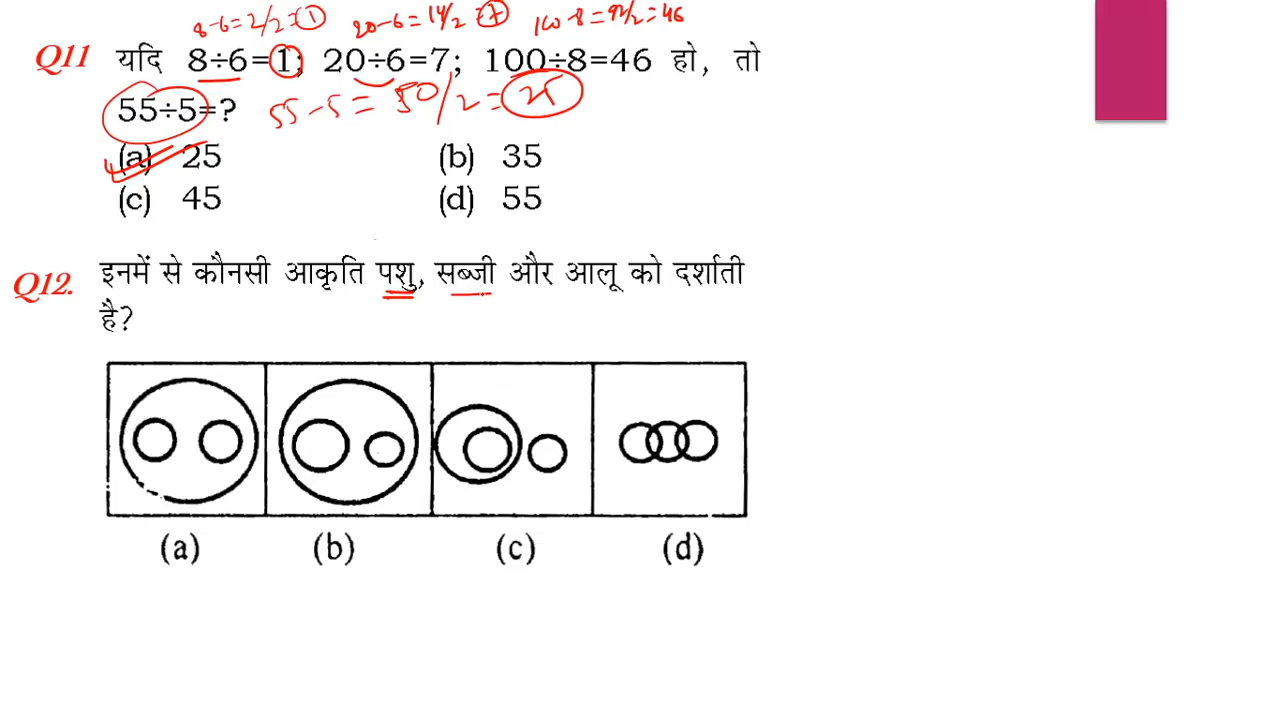 8-6=2/2=1 20-6=14/2=7 100-8=92/2=46
Q11 यदि 8÷6=1; 20÷6=7; 100÷8=46 हो, तो
55÷5=? 55-5=50/2=25
(a) 25 (b) 35
(c) 45 (d) 55
Q12. इनमें से कौनसी आकृति पशु, सब्जी और आलू को दर्शाती
है?
(a) (b) (c) (d)